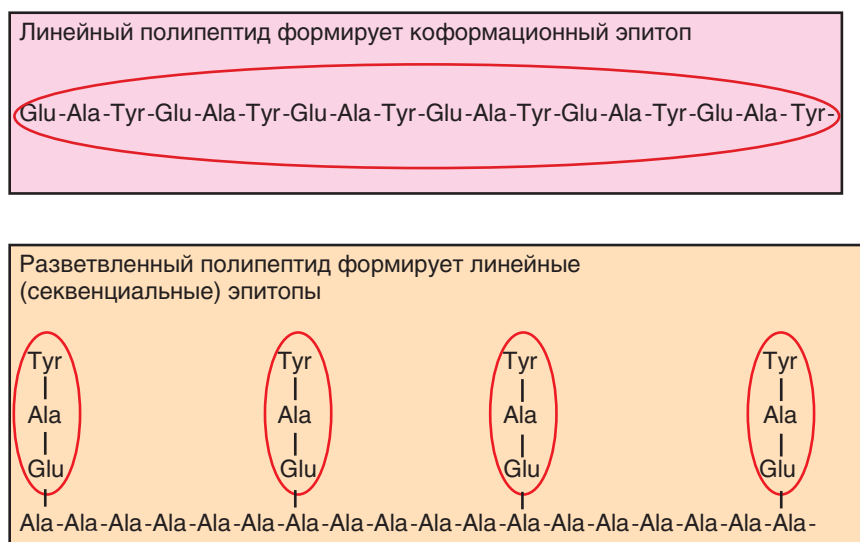 Линейный полипептид формирует коформационный эпитоп
Glu-Ala-Tyr-Glu-Ala-Tyr-Glu-Ala-Tyr-Glu-Ala-Tyr-Glu-Ala-Tyr-Glu-Ala-Tyr-
Разветвленный полипептид формирует линейные
(секвенциальные) эпитопы
Tyr Tyr Tyr Tyr
Ala Ala Ala Ala
Glu Glu Glu Glu
Ala-Ala-Ala-Ala-Ala-Ala-Ala-Ala-Ala-Ala-Ala-Ala-Ala-Ala-Ala-Ala-Ala-Ala-